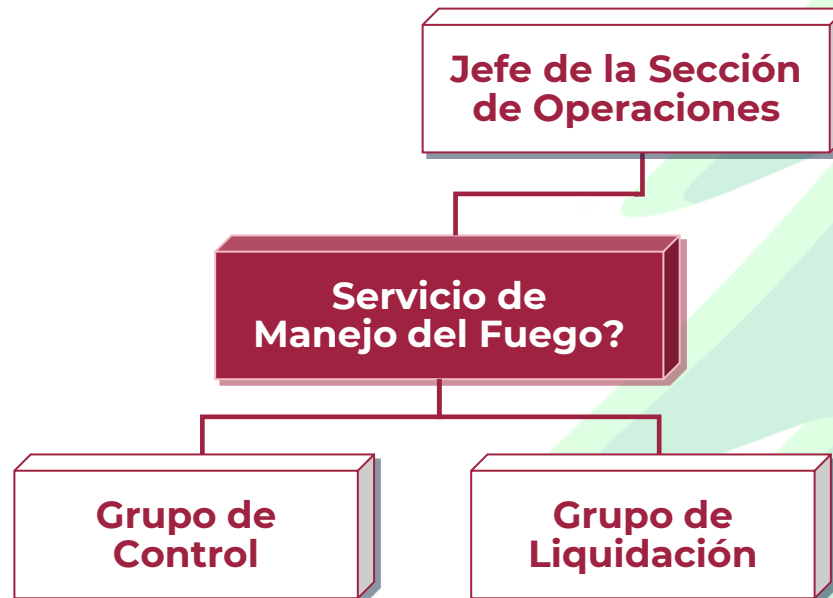 Jefe de la Sección
de Operaciones
Servicio de
Manejo del Fuego?
Grupo de
Control
Grupo de
Liquidación